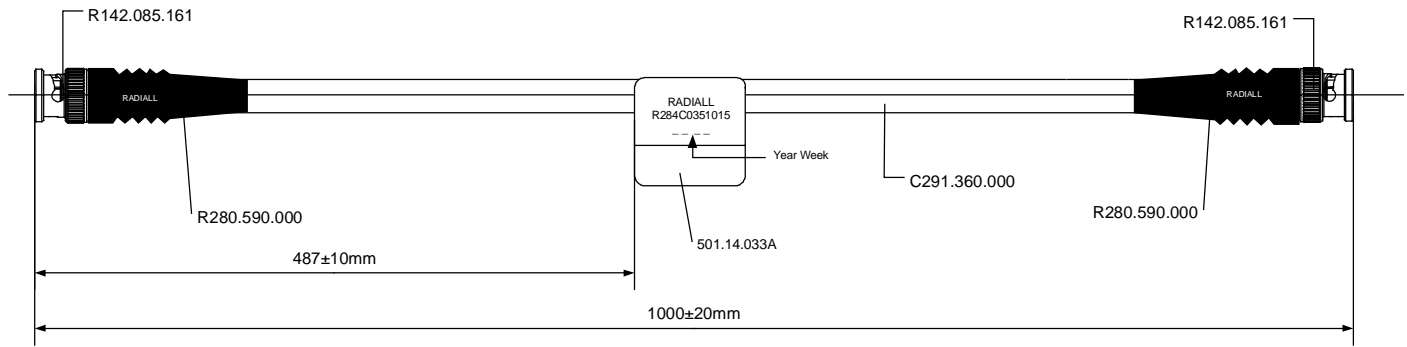 R142.085.161
R142.085.161
RADIALL
RADIALL
R284C0351015
RADIALL
_ _ _ _
Year Week
C291.360.000
R280.590.000
R280.590.000
501.14.033A
487±10mm
1000±20mm